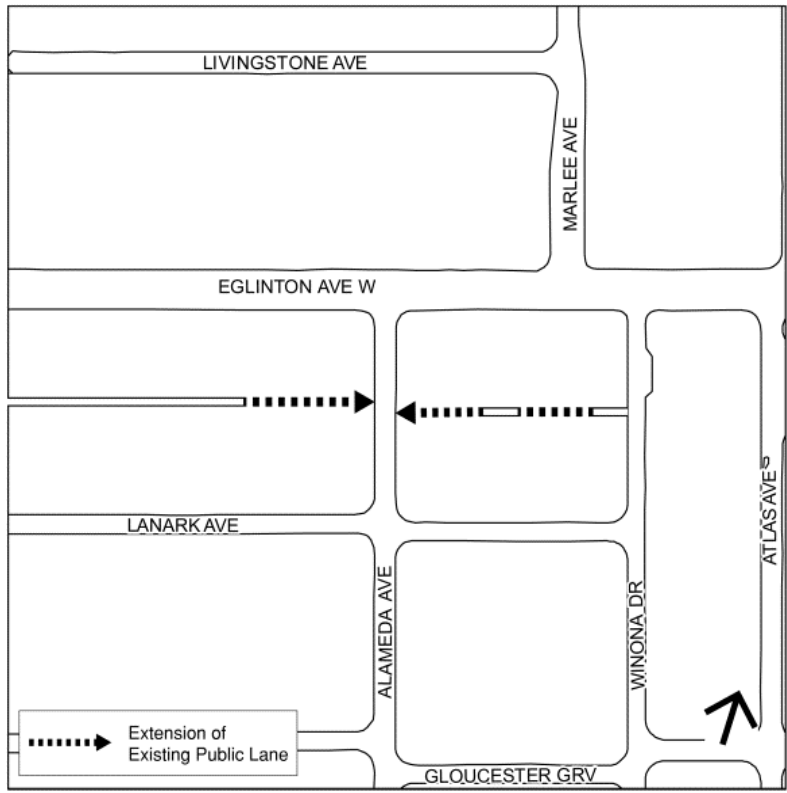 LIVINGSTONE AVE
MARLEE AVE
EGLINTON AVE W
LANARK AVE
ATLAS AVE
ALAMEDA AVE
WINONA DR
Extension of
Existing Public Lane
GLOUCESTER GRV